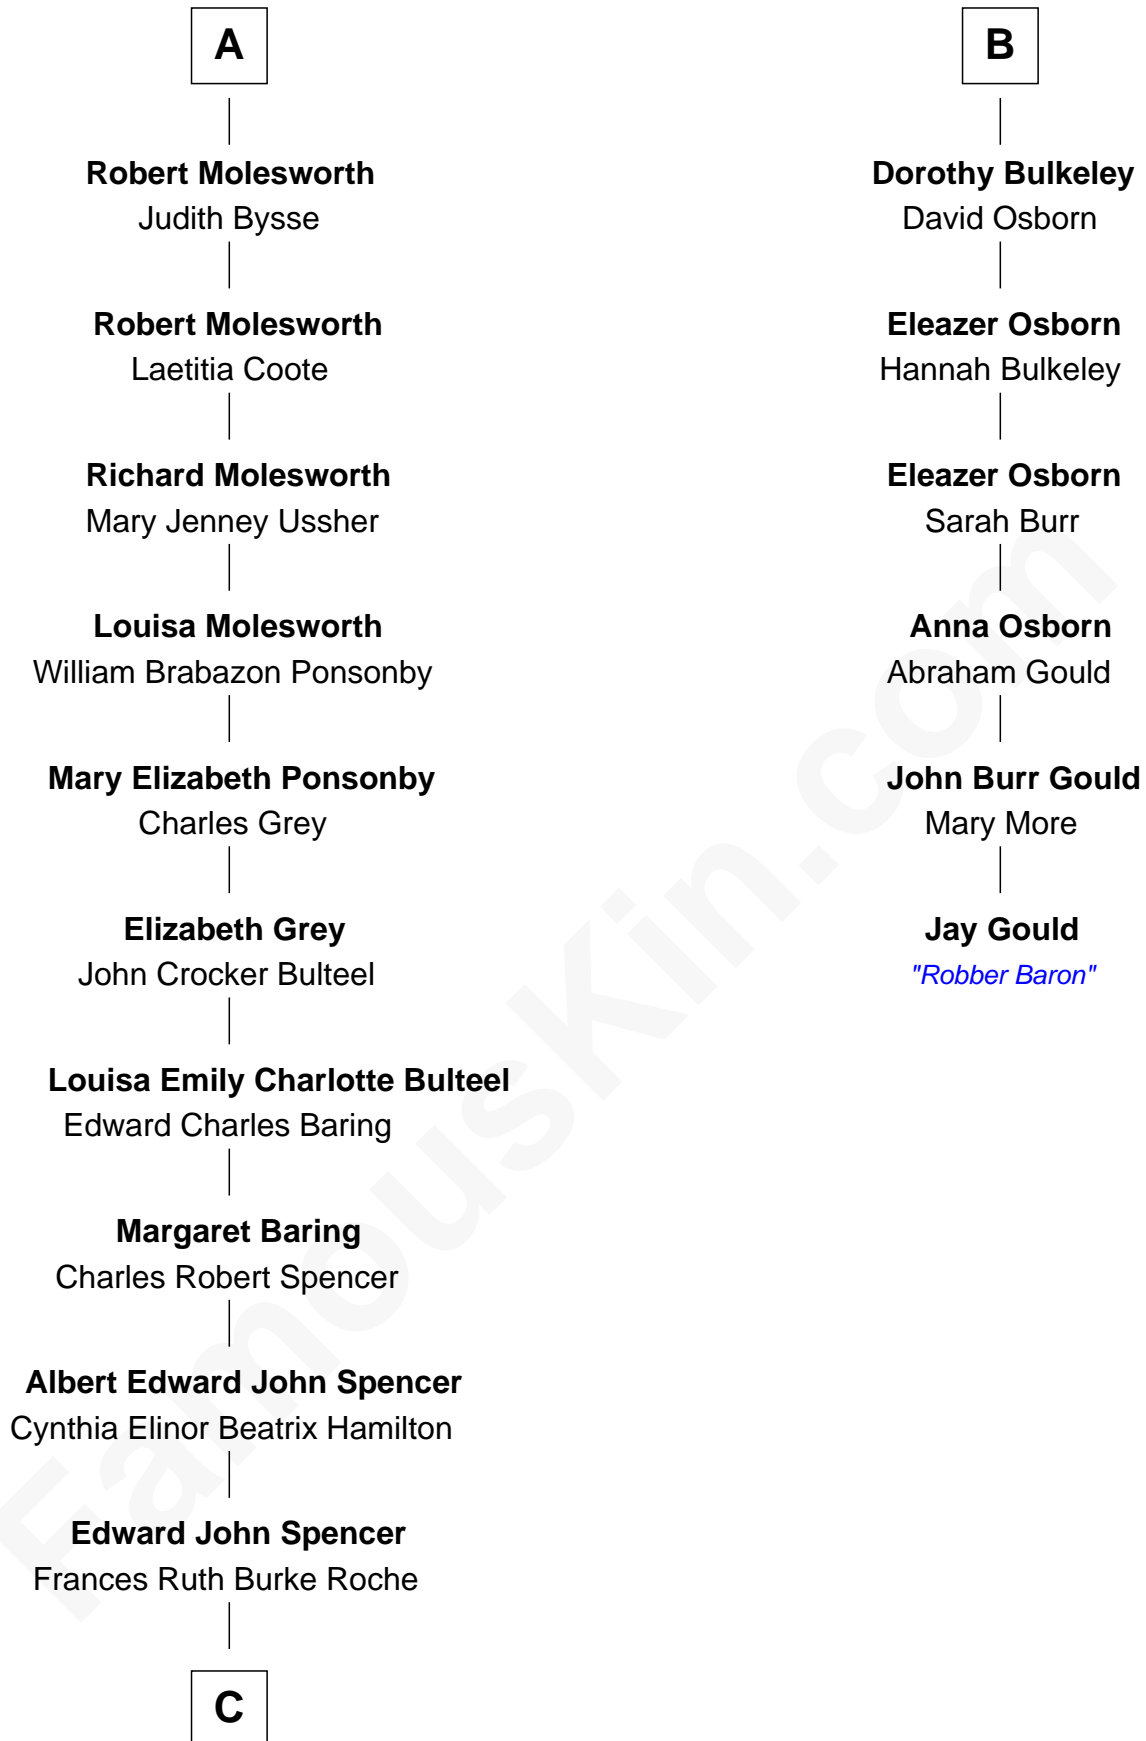 A
Robert Molesworth
Judith Bysse
Robert Molesworth
Laetitia Coote
Richard Molesworth
Mary Jenney Ussher
Louisa Molesworth
William Brabazon Ponsonby
Mary Elizabeth Ponsonby
Charles Grey
Elizabeth Grey
John Crocker Bulteel
Louisa Emily Charlotte Bulteel
Edward Charles Baring
Margaret Baring
Charles Robert Spencer
Albert Edward John Spencer
Cynthia Elinor Beatrix Hamilton
Edward John Spencer
Frances Ruth Burke Roche
C
B
Dorothy Bulkeley
David Osborn
Eleazer Osborn
Hannah Bulkeley
Eleazer Osborn
Sarah Burr
Anna Osborn
Abraham Gould
John Burr Gould
Mary More
Jay Gould
"Robber Baron"
FamousKin.com